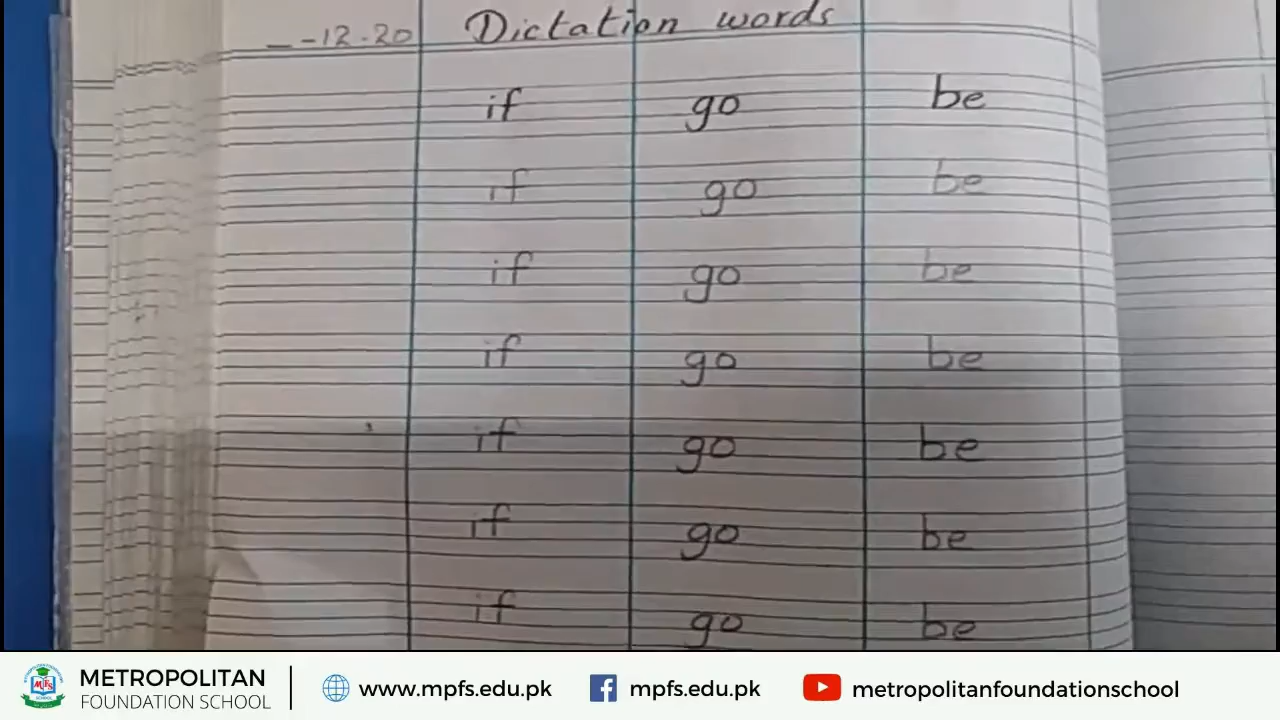 _ -12-20 Dictation words
if go be
if go be
if go be
if go be
if go be
if go be
if go be
METROPOLITAN
FOUNDATION SCHOOL
www.mpfs.edu.pk mpfs.edu.pk metropolitanfoundationschool